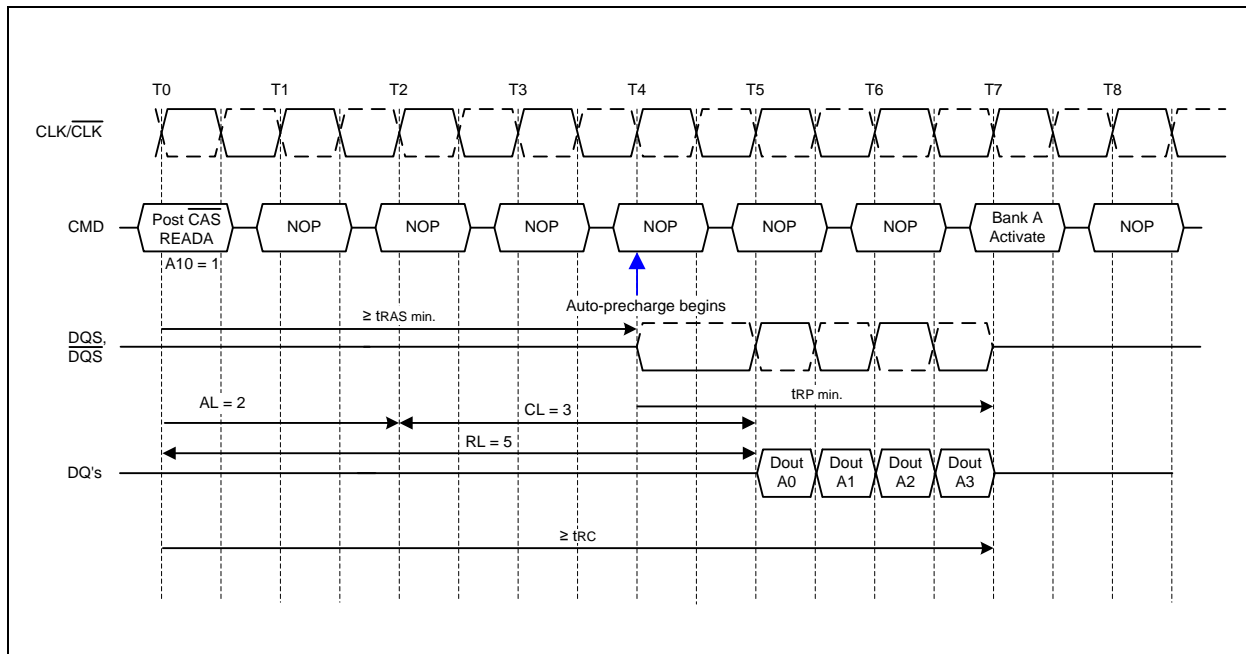 T0 T1 T2 T3 T4 T5 T6 T7 T8
CLK/CLK
CMD
Post CAS
READA
NOP NOP NOP NOP NOP NOP
Bank A
Activate
NOP
A10 = 1
Auto-precharge begins
≥ tRAS min.
DQS,
DQS
tRP min.
AL = 2
CL = 3
RL = 5
DQ's
Dout
A0
Dout
A1
Dout
A2
Dout
A3
≥ tRC